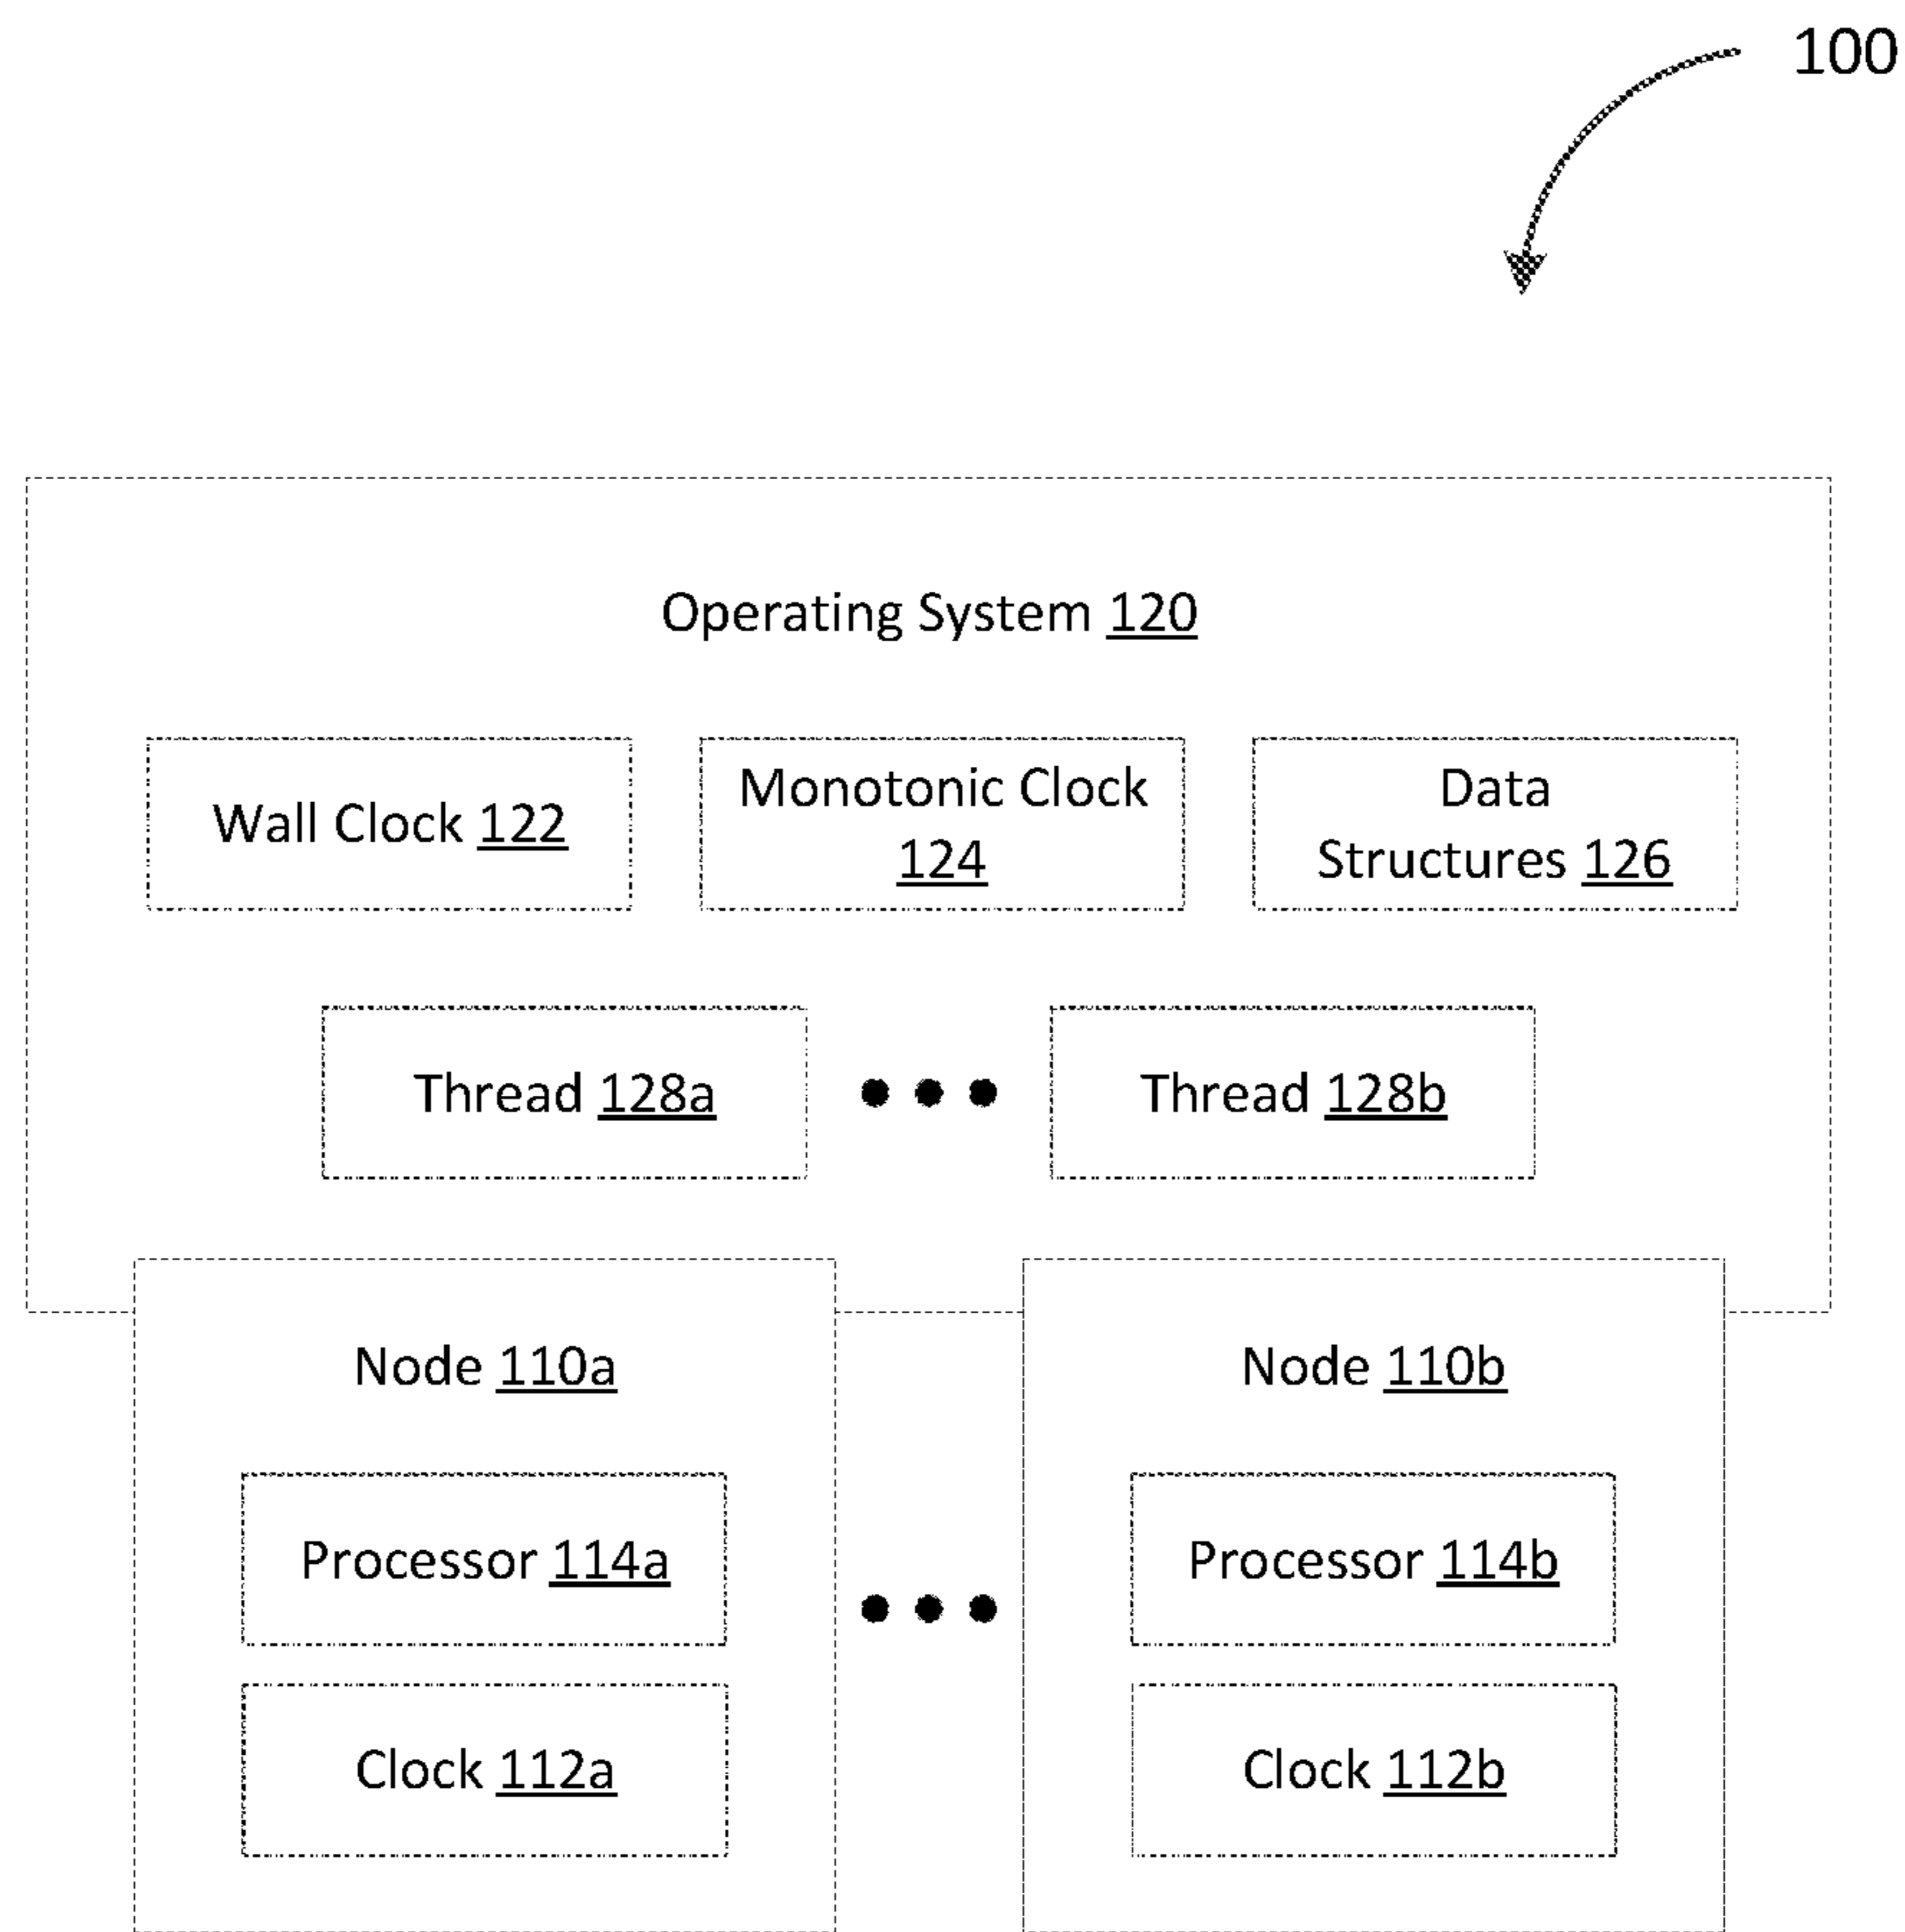 100
Operating System 120
Wall Clock 122
Monotonic Clock
124
Data
Structures 126
Thread 128a
Thread 128b
Node 110a
Node 110b
Processor 114a
Processor 114b
Clock 112a
Clock 112b